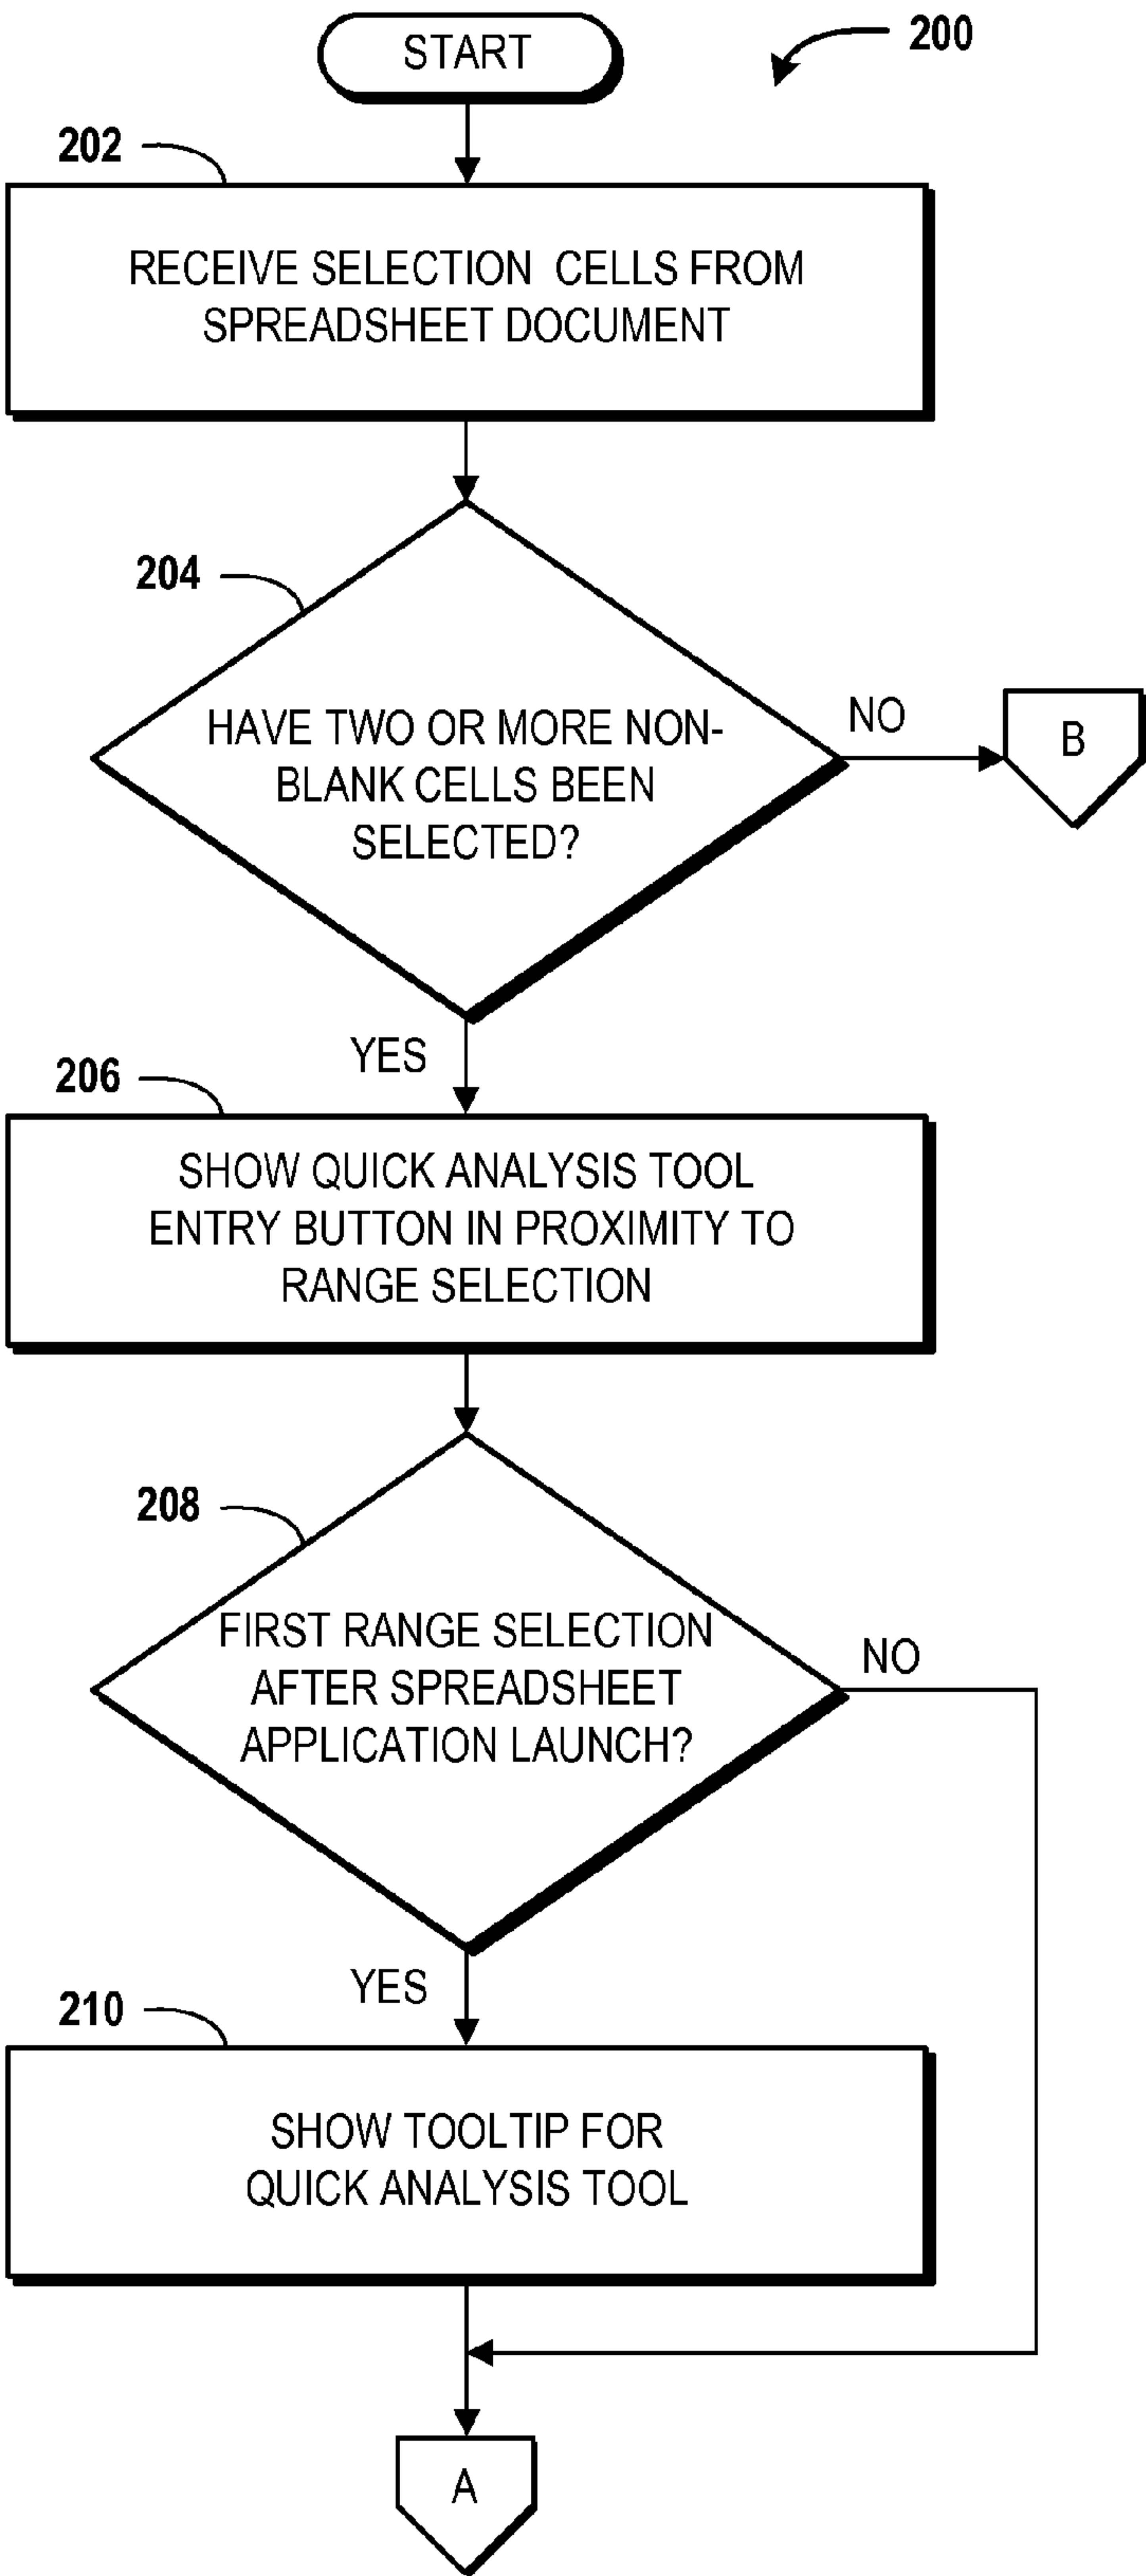 START
200
202
RECEIVE SELECTION CELLS FROM
SPREADSHEET DOCUMENT
204
HAVE TWO OR MORE NON-
BLANK CELLS BEEN
SELECTED?
NO
B
YES
206
SHOW QUICK ANALYSIS TOOL
ENTRY BUTTON IN PROXIMITY TO
RANGE SELECTION
208
FIRST RANGE SELECTION
AFTER SPREADSHEET
APPLICATION LAUNCH?
NO
YES
210
SHOW TOOLTIP FOR
QUICK ANALYSIS TOOL
A